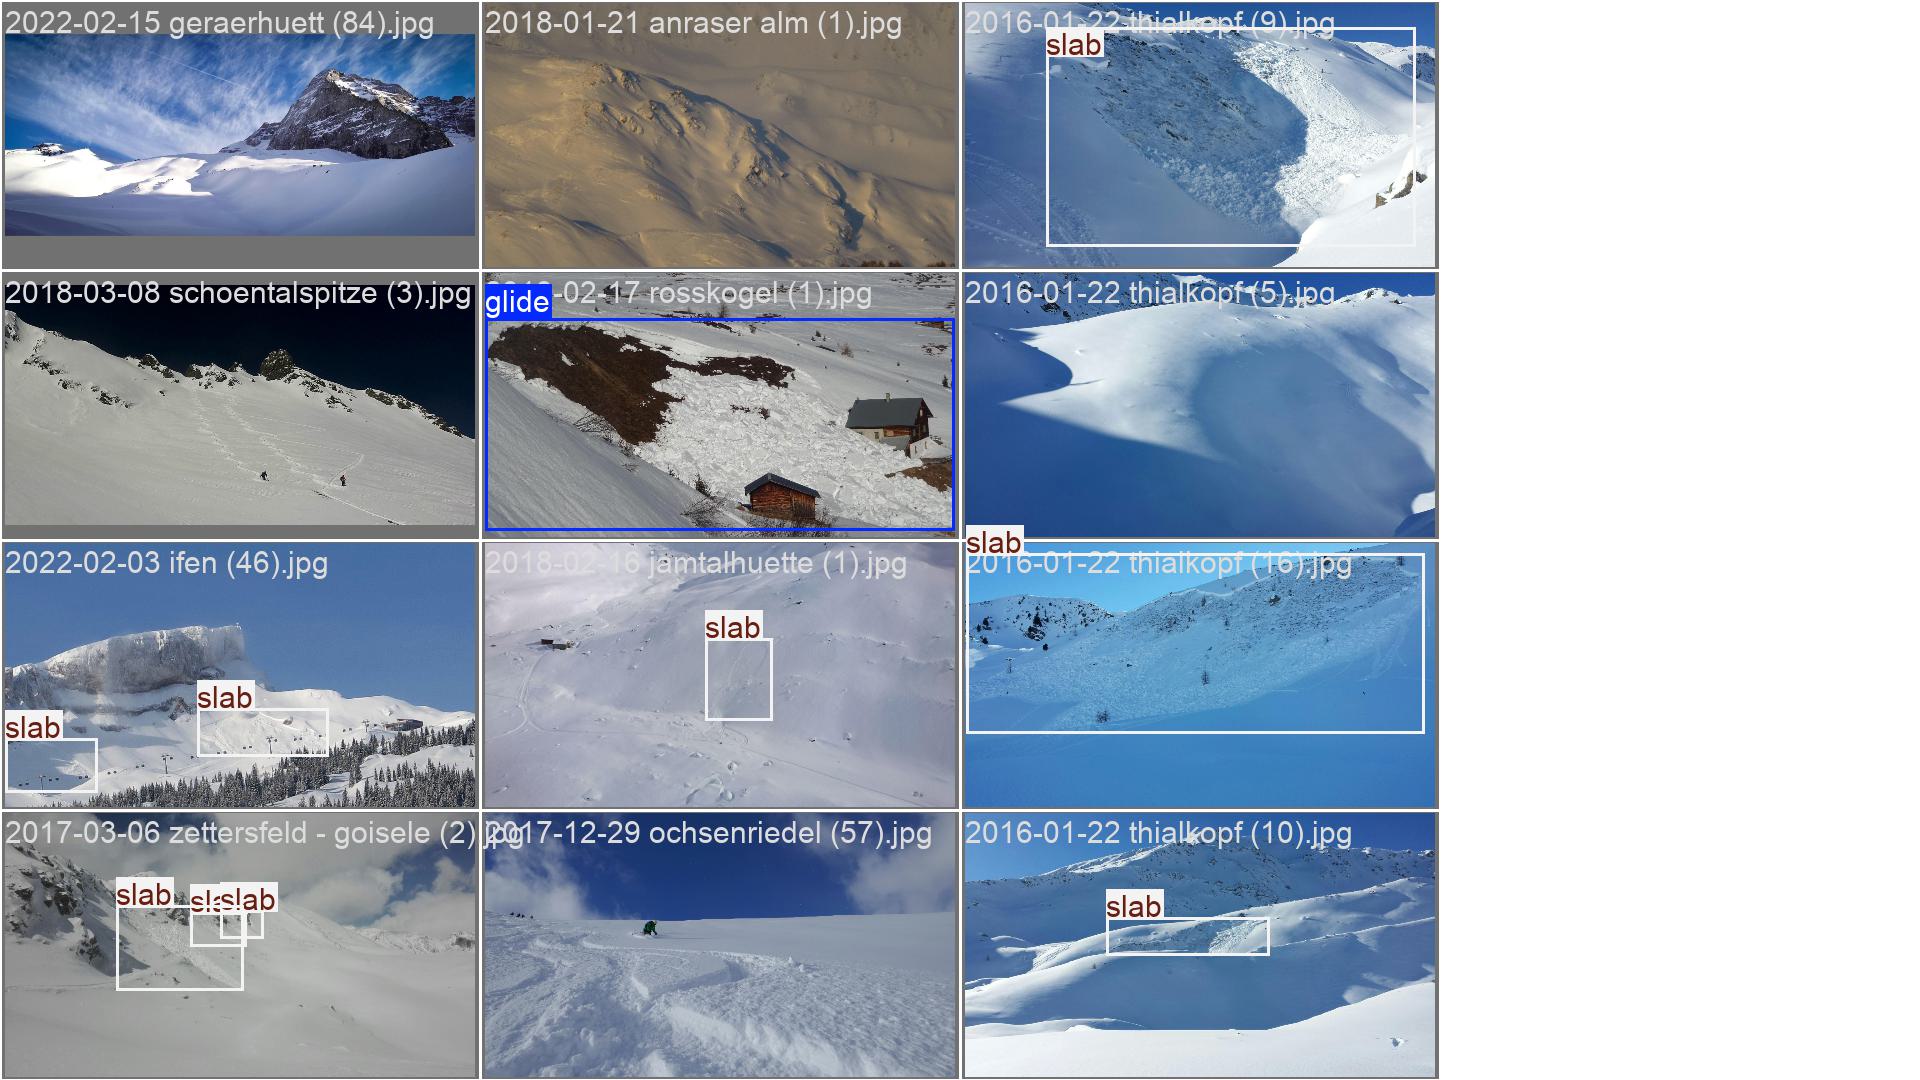 2022-02-15 geraerhuett (84).jpg
2018-01-21 anraser alm (1).jpg
2016-01-22 thialkopf (9).jpg
slab
2018-03-08 schoentalspitze (3).jpg
glide
-02-17 rosskogel (1).jpg
2016-01-22 thialkopf (5).jpg
2022-02-03 ifen (46).jpg
slab
slab
2018-02-16 jamtalhuette (1).jpg
slab
slab
2016-01-22 thialkopf (16).jpg
2017-03-06 zettersfeld - goisele (2).jpg
slab
slab
2017-12-29 ochsenriedel (57).jpg
2016-01-22 thialkopf (10).jpg
slab